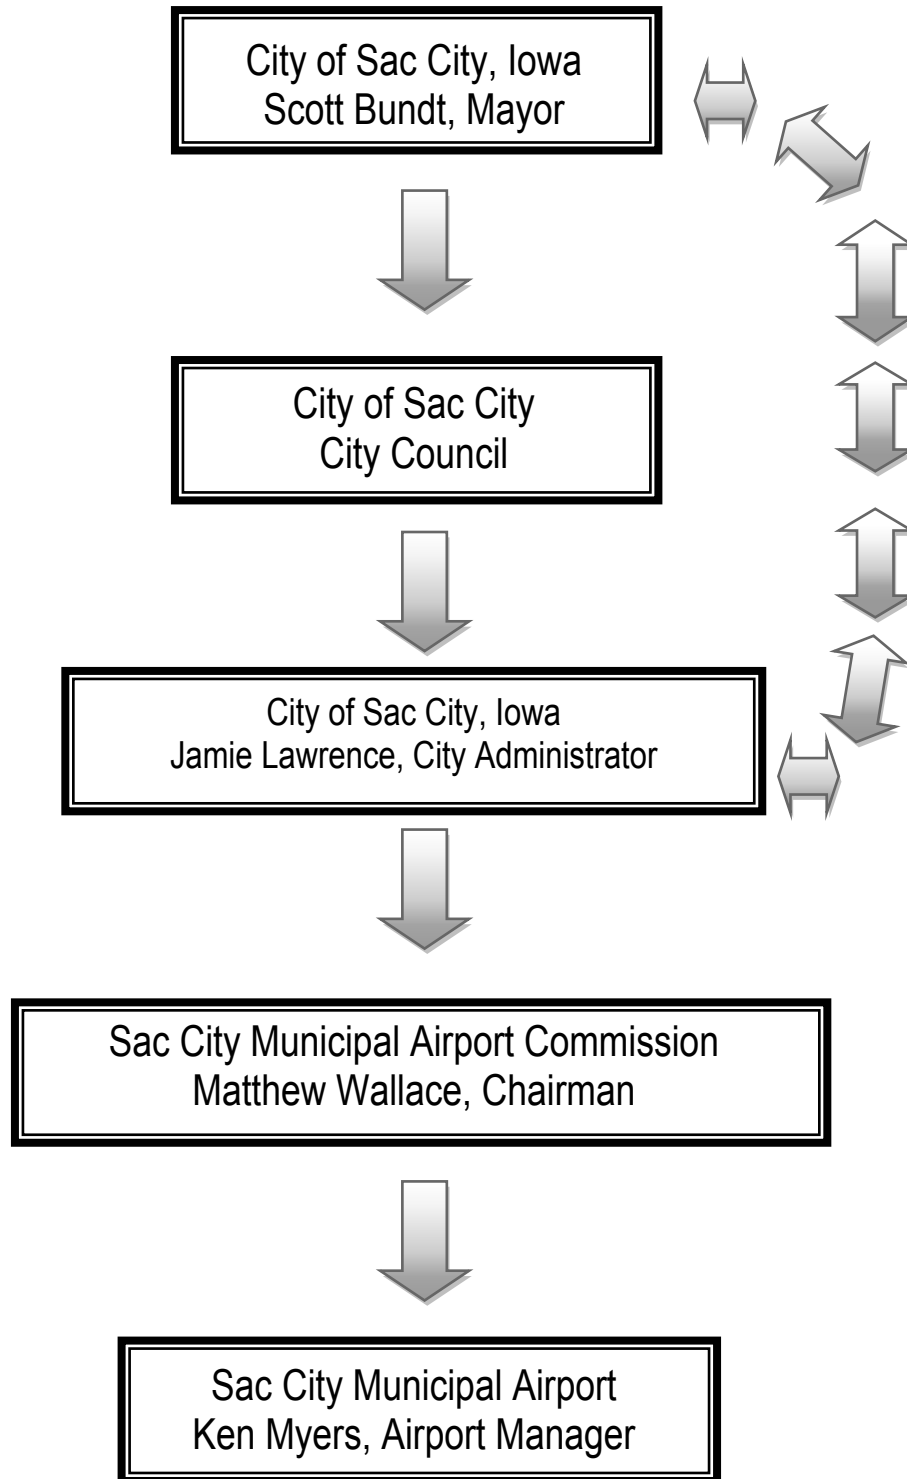 City of Sac City, Iowa
Scott Bundt, Mayor
City of Sac City
City Council
City of Sac City, Iowa
Jamie Lawrence, City Administrator
Sac City Municipal Airport Commission
Matthew Wallace, Chairman
Sac City Municipal Airport
Ken Myers, Airport Manager